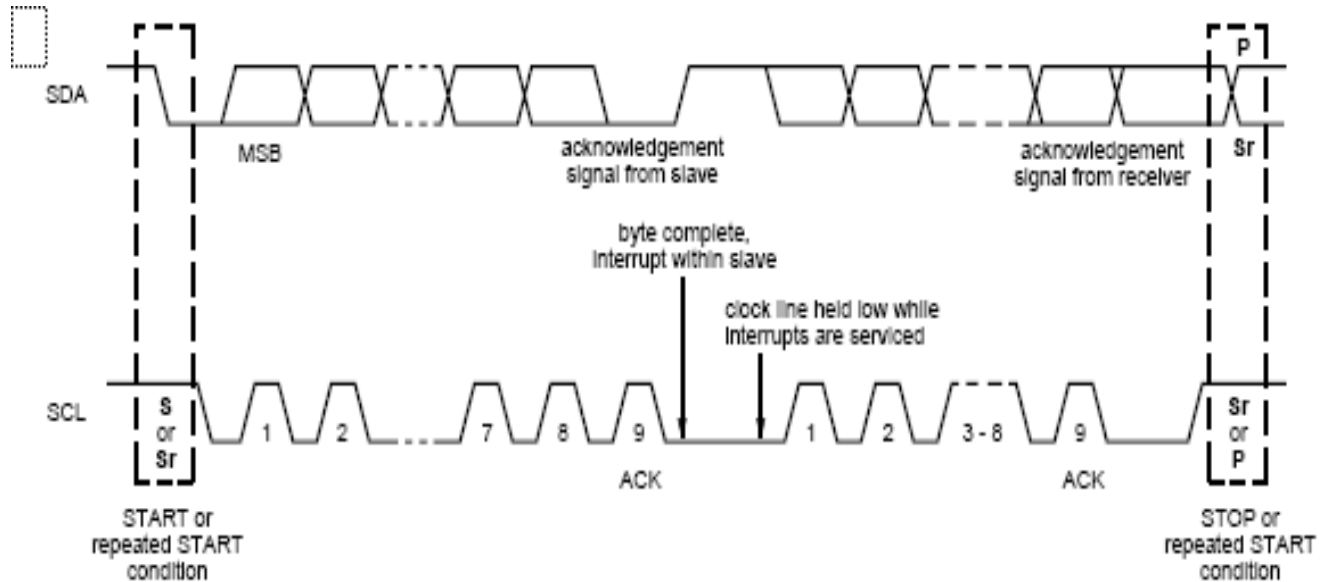 P
SDA
MSB
acknowledgement
signal from slave
acknowledgement
signal from receiver
Sr
byte complete,
interrupt within slave
clock line held low while
interrupts are serviced
SCL
S
or
Sr
1
2
7
8
9
1
2
3 - 8
9
Sr
or
P
ACK
ACK
START or
repeated START
condition
STOP or
repeated START
condition